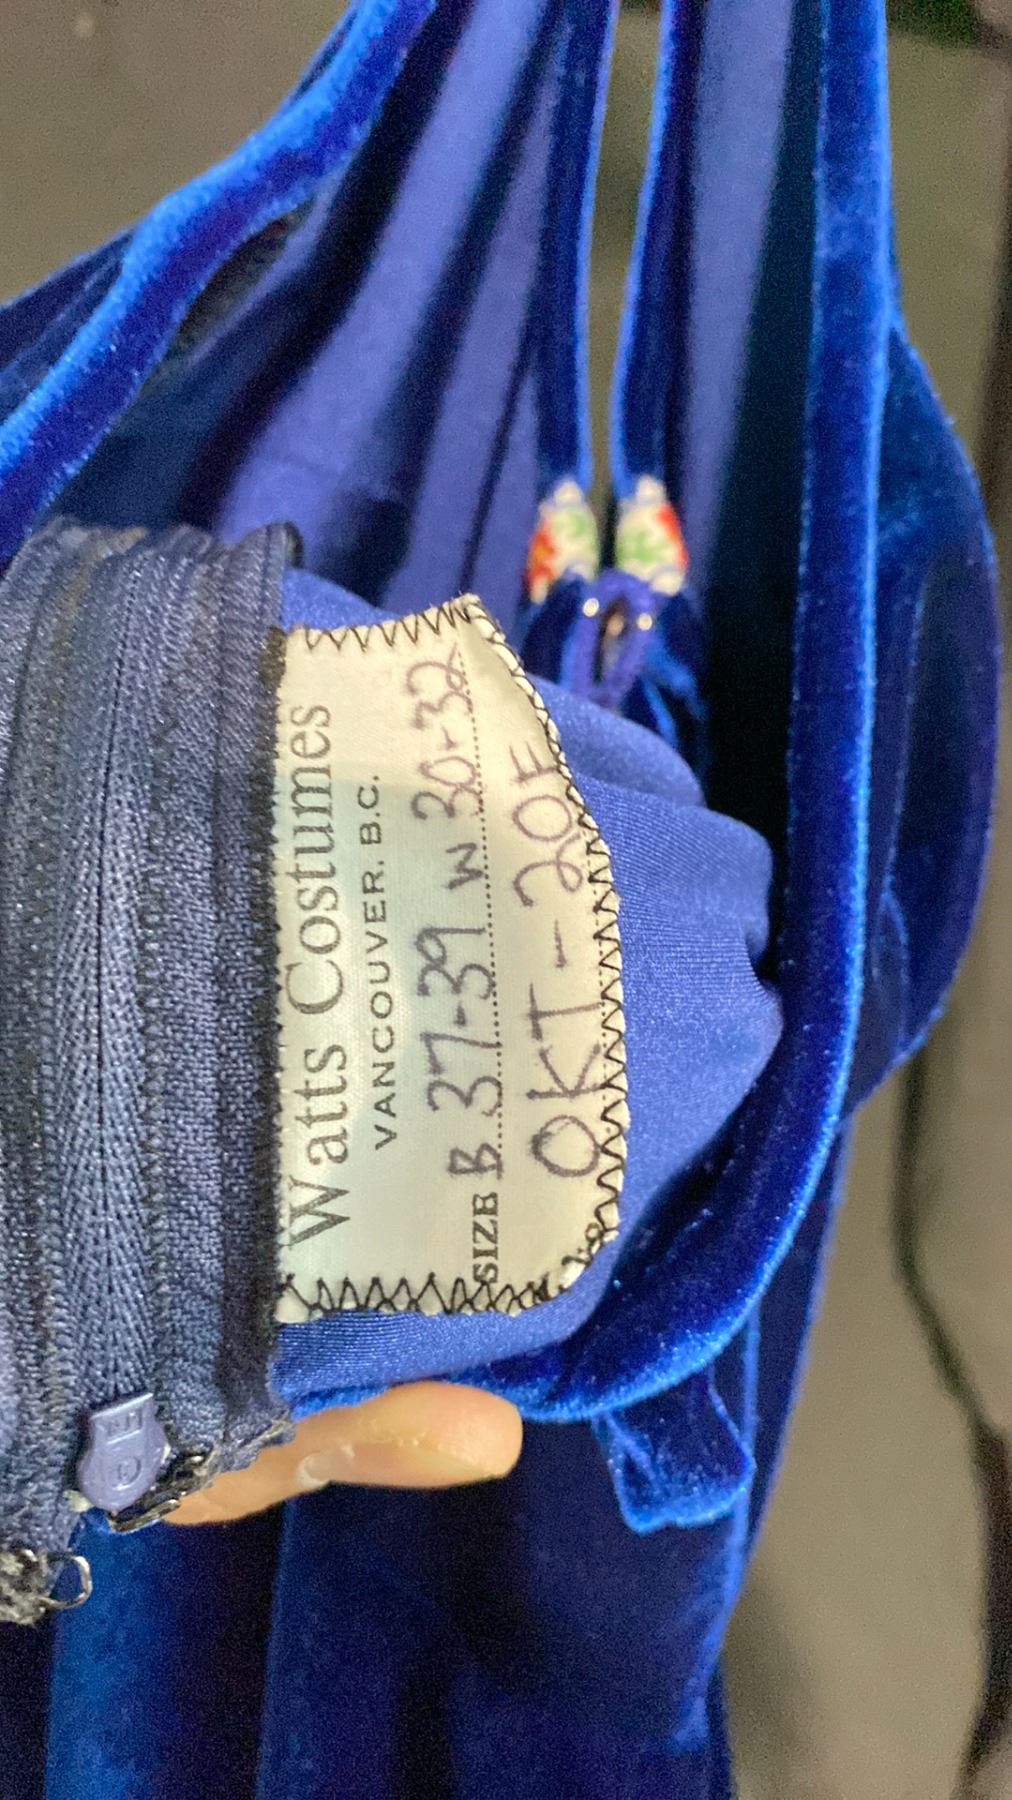 Watts Costumes
VANCOUVER, B.C.
SIZE B 37-39 W 30-32
OKT-20F